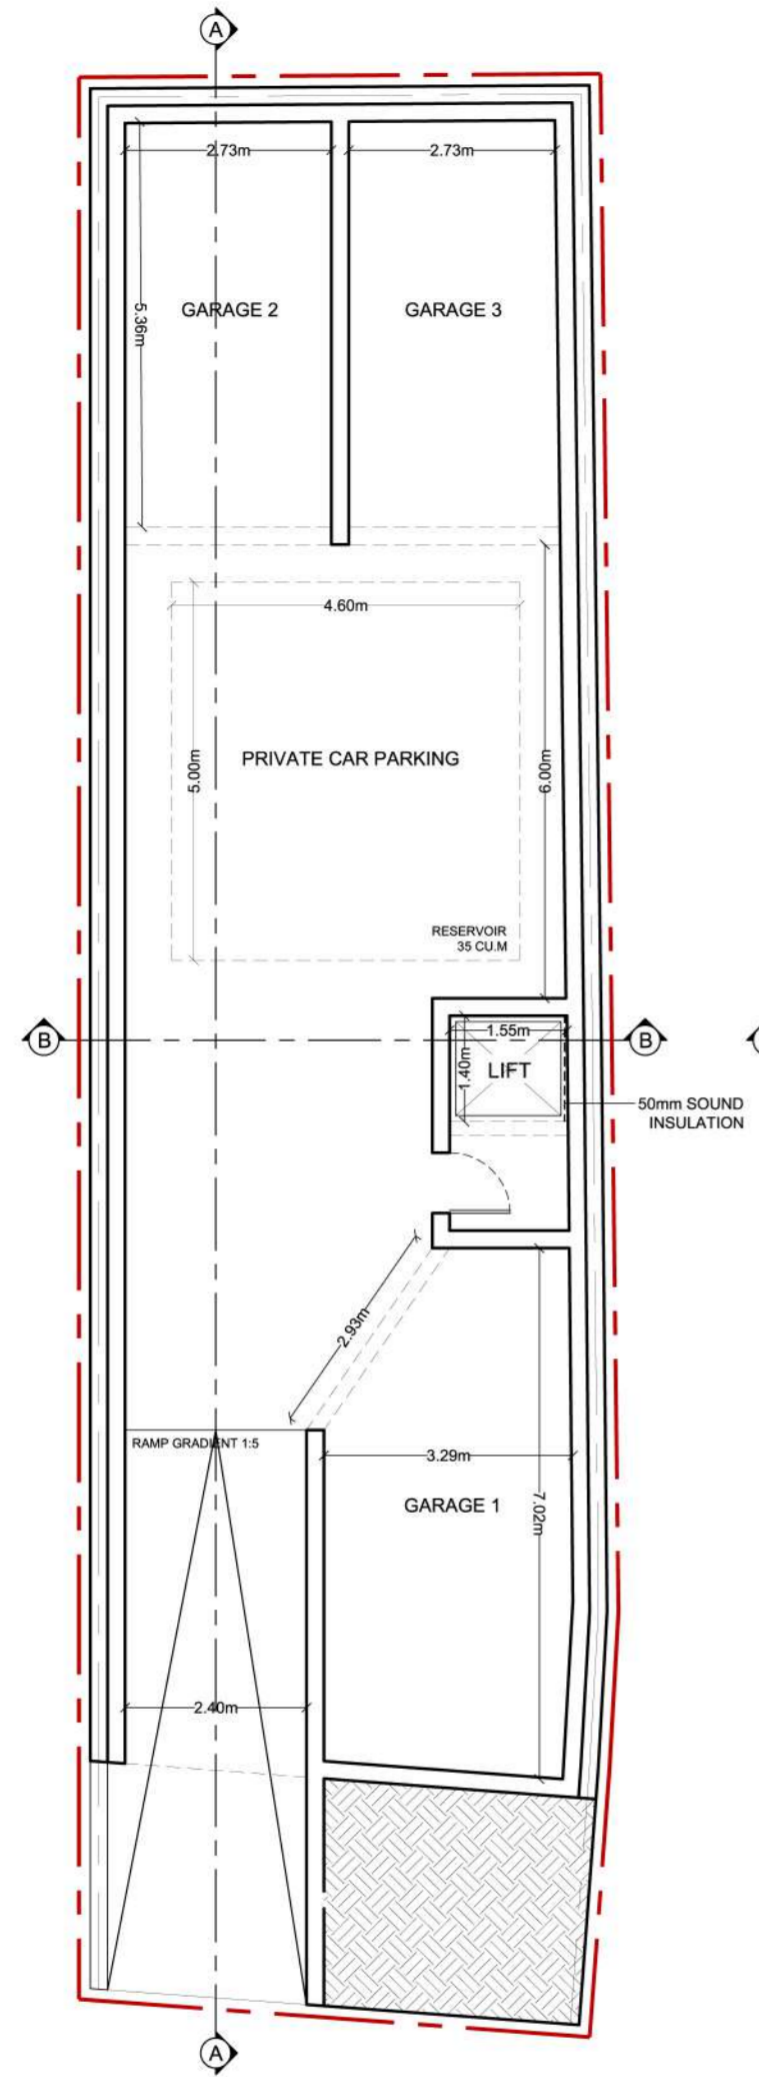 A
2.73m
2.73m
5.36m
GARAGE 2
GARAGE 3
4.60m
5.00m
PRIVATE CAR PARKING
6.00m
RESERVOIR
35 CU.M
B
1.55m
B
1.40m
LIFT
50mm SOUND
INSULATION
2.93m
RAMP GRADIENT 1:5
3.29m
GARAGE 1
7.02m
2.40m
A